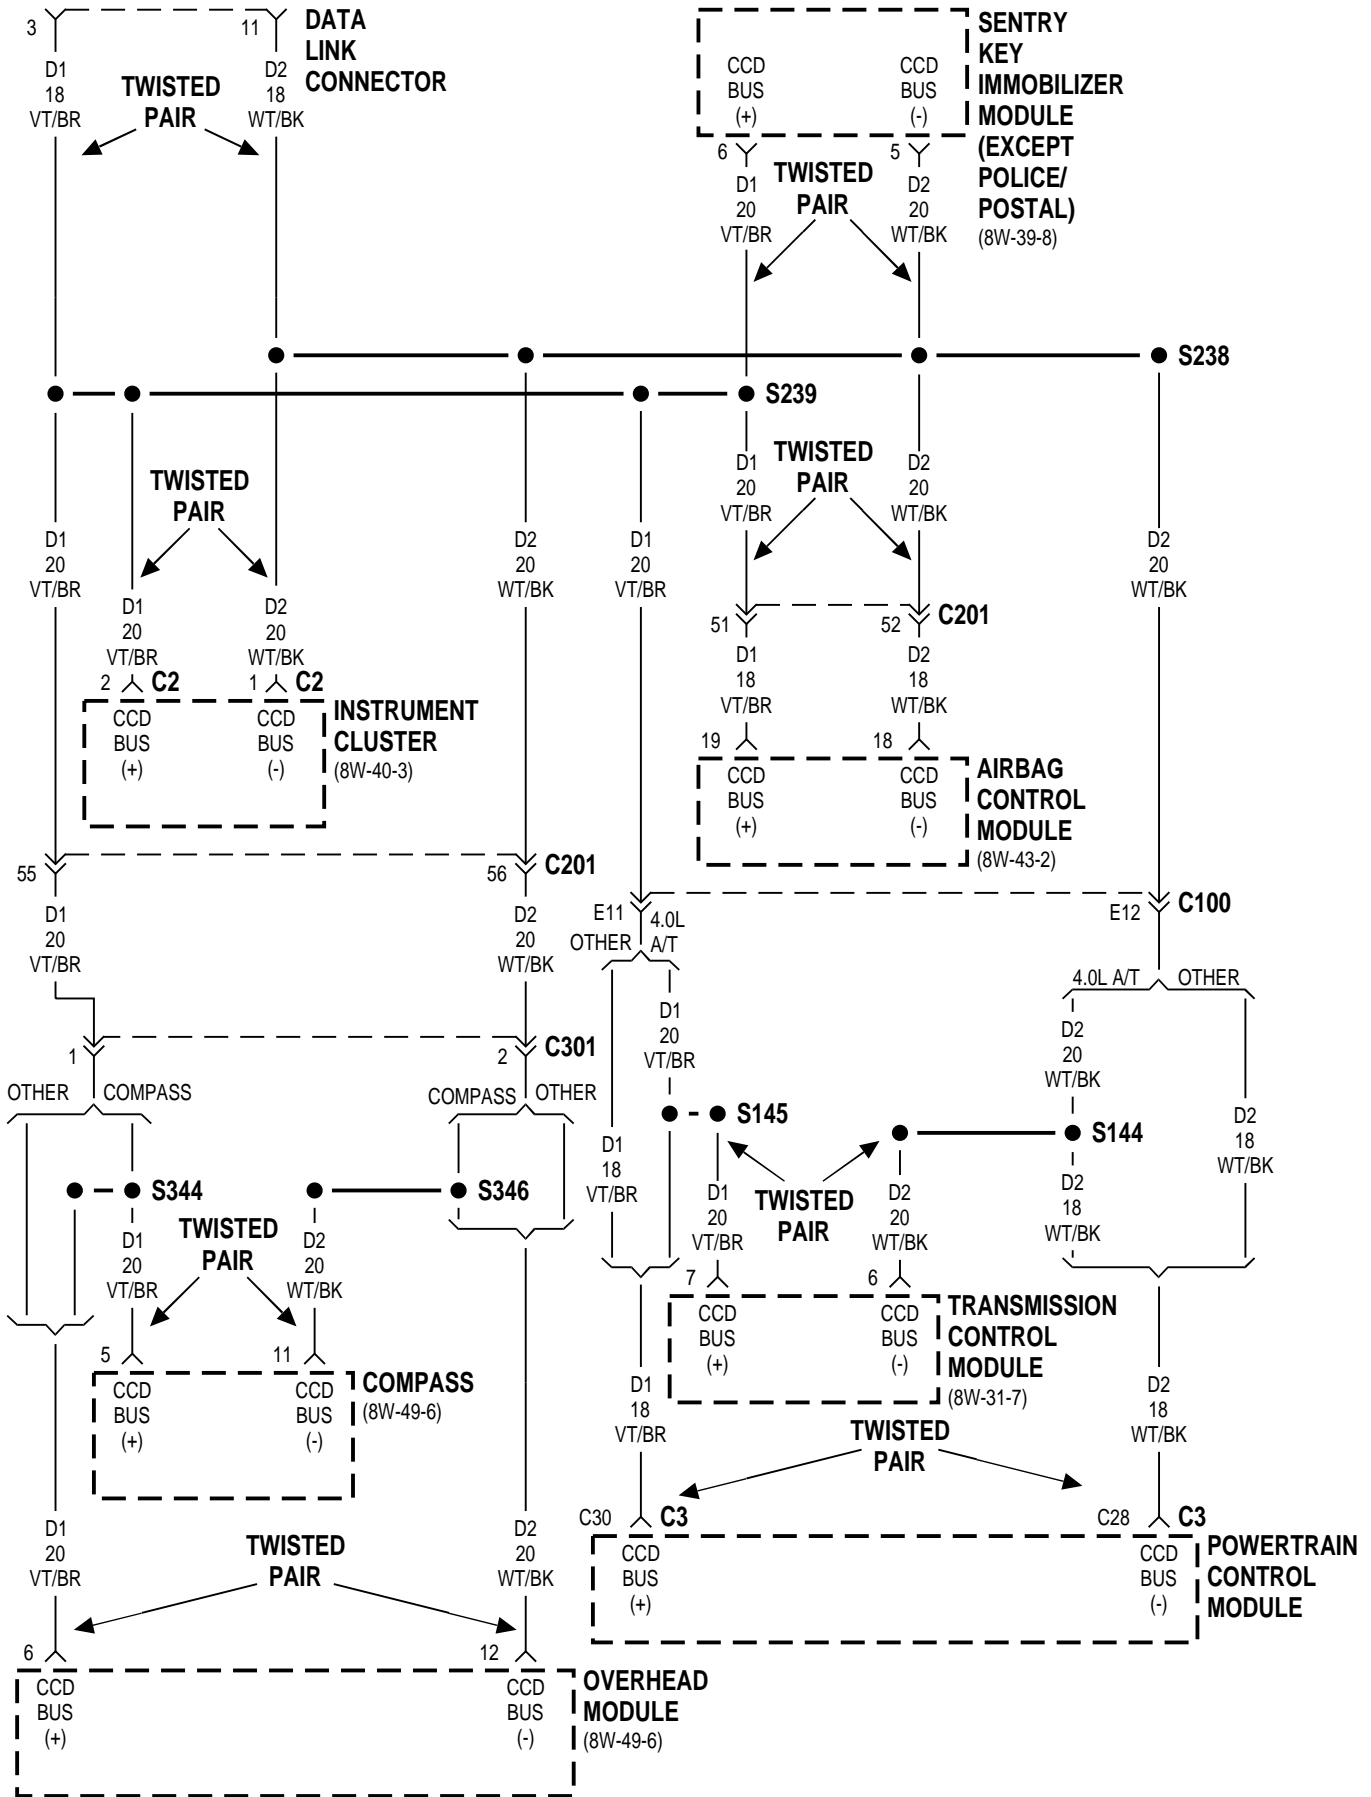 3
11
DATA
LINK
CONNECTOR
D1
18
VT/BR
TWISTED
PAIR
D2
18
WT/BK
CCD
BUS
(+)
CCD
BUS
(-)
SENTRY
KEY
IMMOBILIZER
MODULE
(EXCEPT
POLICE/
POSTAL)
(8W-39-8)
6
5
D1
20
VT/BR
TWISTED
PAIR
D2
20
WT/BK
S238
S239
TWISTED
PAIR
D1
20
VT/BR
D2
20
WT/BK
D1
20
VT/BR
D1
20
VT/BR
TWISTED
PAIR
D2
20
WT/BK
D2
20
WT/BK
D1
20
VT/BR
D2
20
WT/BK
2
C2
1
C2
CCD
BUS
(+)
CCD
BUS
(-)
INSTRUMENT
CLUSTER
(8W-40-3)
51
52
C201
D1
18
VT/BR
D2
18
WT/BK
19
18
CCD
BUS
(+)
CCD
BUS
(-)
AIRBAG
CONTROL
MODULE
(8W-43-2)
55
56
C201
D1
20
VT/BR
D2
20
WT/BK
E11
4.0L
OTHER A/T
E12
C100
4.0L A/T
OTHER
1
2
C301
OTHER
COMPASS
COMPASS
OTHER
D1
20
VT/BR
D2
20
WT/BK
S145
S144
D1
18
VT/BR
D2
18
WT/BK
D2
18
WT/BK
S344
S346
D1
20
VT/BR
TWISTED
PAIR
D2
20
WT/BK
D1
20
VT/BR
TWISTED
PAIR
D2
20
WT/BK
7
6
CCD
BUS
(+)
CCD
BUS
(-)
TRANSMISSION
CONTROL
MODULE
(8W-31-7)
5
11
CCD
BUS
(+)
CCD
BUS
(-)
COMPASS
(8W-49-6)
D1
18
VT/BR
TWISTED
PAIR
D2
18
WT/BK
D1
20
VT/BR
TWISTED
PAIR
D2
20
WT/BK
C30
C3
C28
C3
CCD
BUS
(+)
CCD
BUS
(-)
POWERTRAIN
CONTROL
MODULE
6
12
CCD
BUS
(+)
CCD
BUS
(-)
OVERHEAD
MODULE
(8W-49-6)